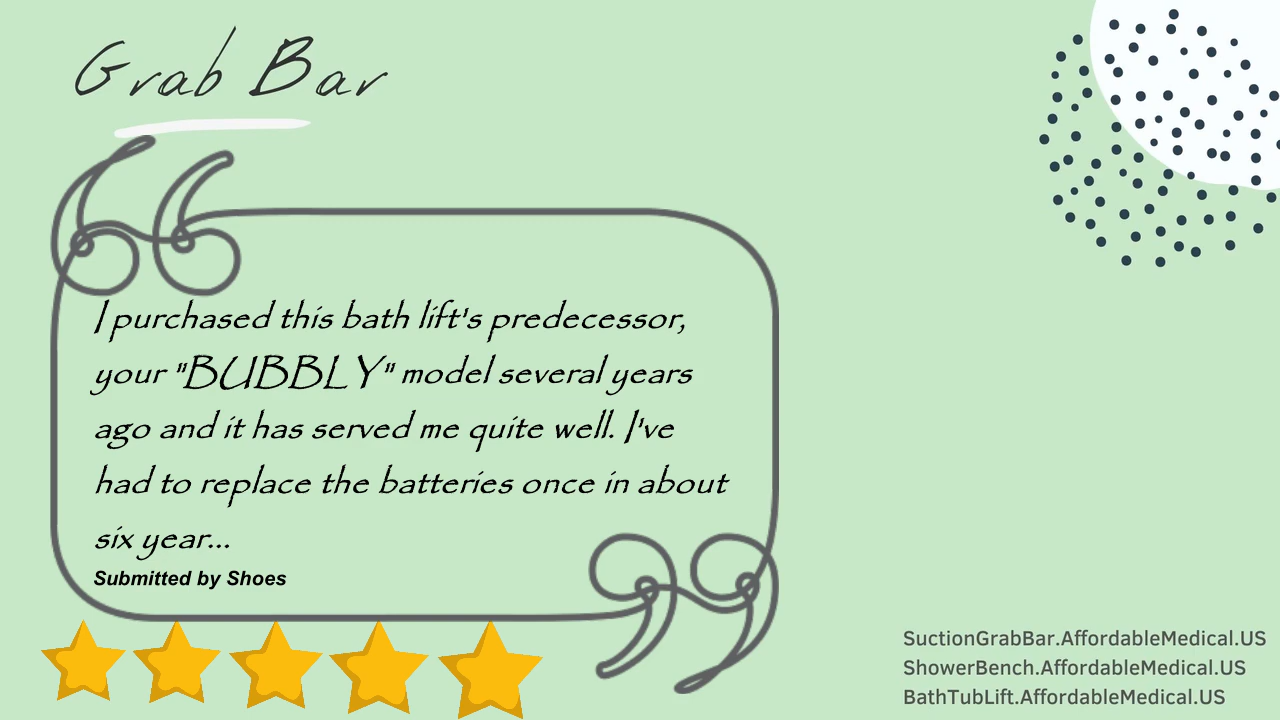 Grab Bar
I purchased this bath lift's predecessor,
your "BUBBLY" model several years
ago and it has served me quite well. I've
had to replace the batteries once in about
six year...
Submitted by Shoes
SuctionGrabBar.AffordableMedical.US
ShowerBench.AffordableMedical.US
BathTubLift.AffordableMedical.US